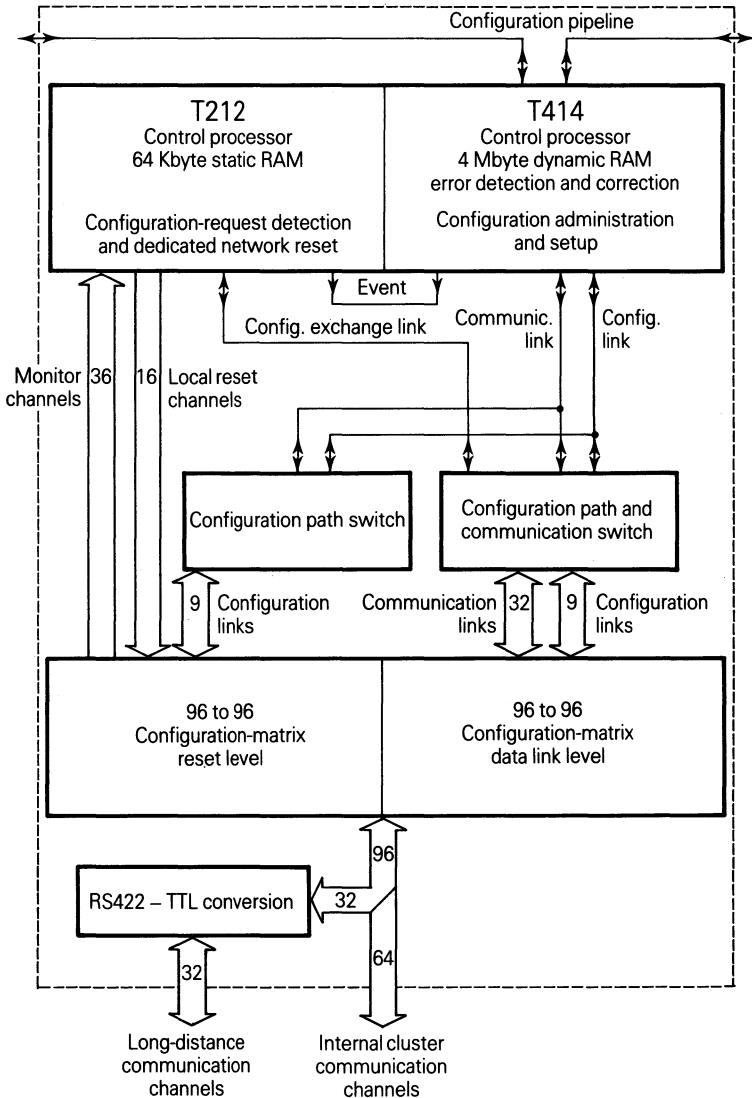 Configuration pipeline
T212
Control processor
64 Kbyte static RAM
Configuration-request detection
and dedicated network reset
T414
Control processor
4 Mbyte dynamic RAM
error detection and correction
Configuration administration
and setup
Event
Config. exchange link
Communic.
link
Config.
link
Monitor
channels
36
16
Local reset
channels
Configuration path switch
Configuration path and
communication switch
9
Configuration
links
Communication
links
32
9
Configuration
links
96 to 96
Configuration-matrix
reset level
96 to 96
Configuration-matrix
data link level
96
RS422 – TTL conversion
32
64
32
Long-distance
communication
channels
Internal cluster
communication
channels